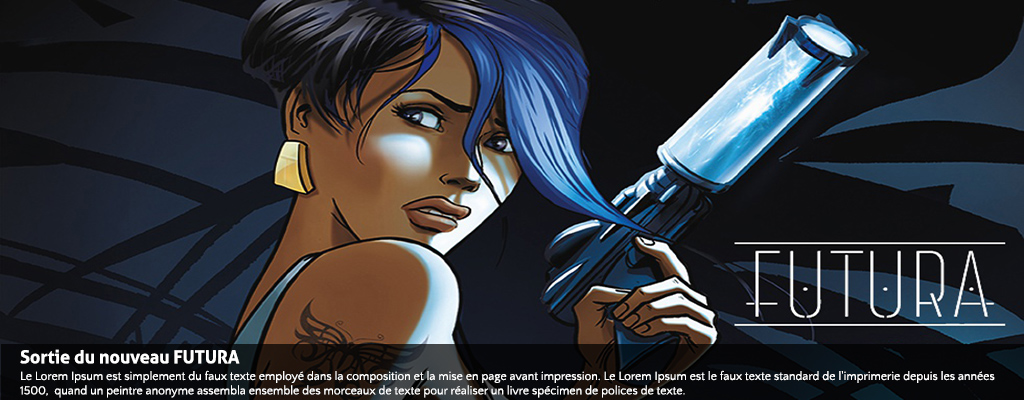 FUTURA
Sortie du nouveau FUTURA
Le Lorem Ipsum est simplement du faux texte employé dans la composition et la mise en page avant impression. Le Lorem Ipsum est le faux texte standard de l'imprimerie depuis les années
1500, quand un peintre anonyme assembla ensemble des morceaux de texte pour réaliser un livre spécimen de polices de texte.